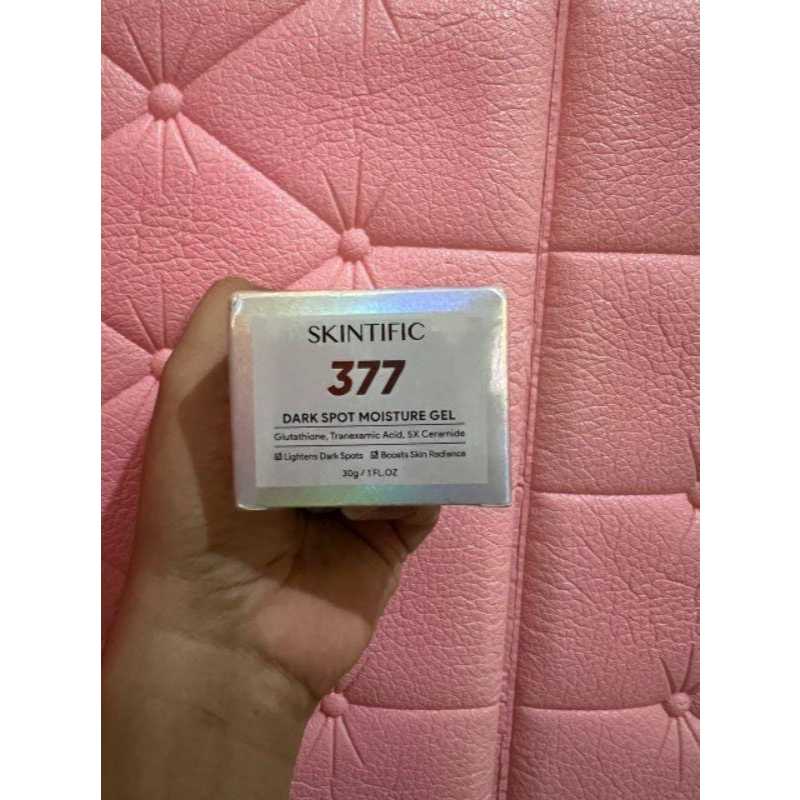 SKINTIFIC
377
DARK SPOT MOISTURE GEL
Glutathione, Tranexamic Acid, 5X Ceramide
☑ Lightens Dark Spots ☑ Boosts Skin Radiance
30g / 1 FL.OZ